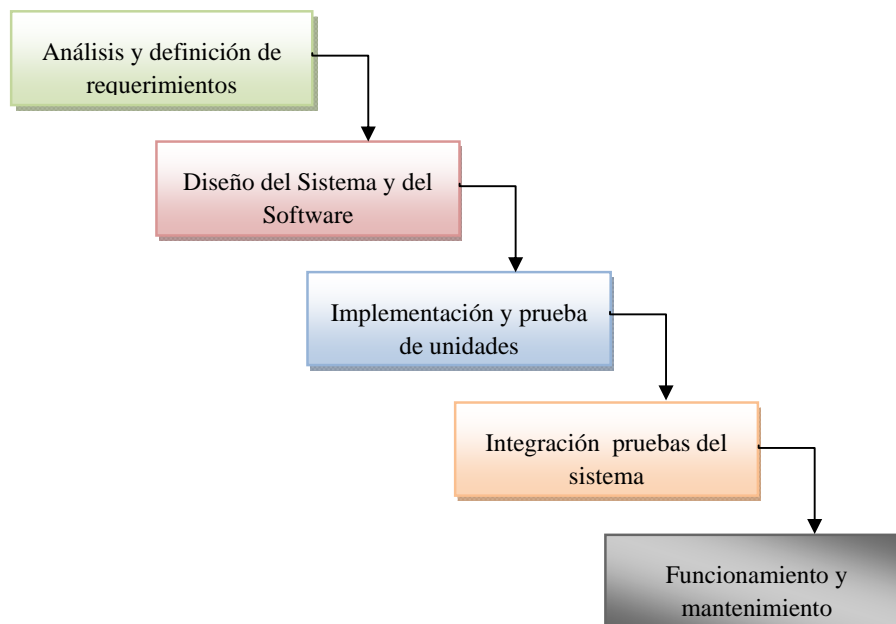 Análisis y definición de
requerimientos
Diseño del Sistema y del
Software
Implementación y prueba
de unidades
Integración  pruebas del
sistema
Funcionamiento y
mantenimiento